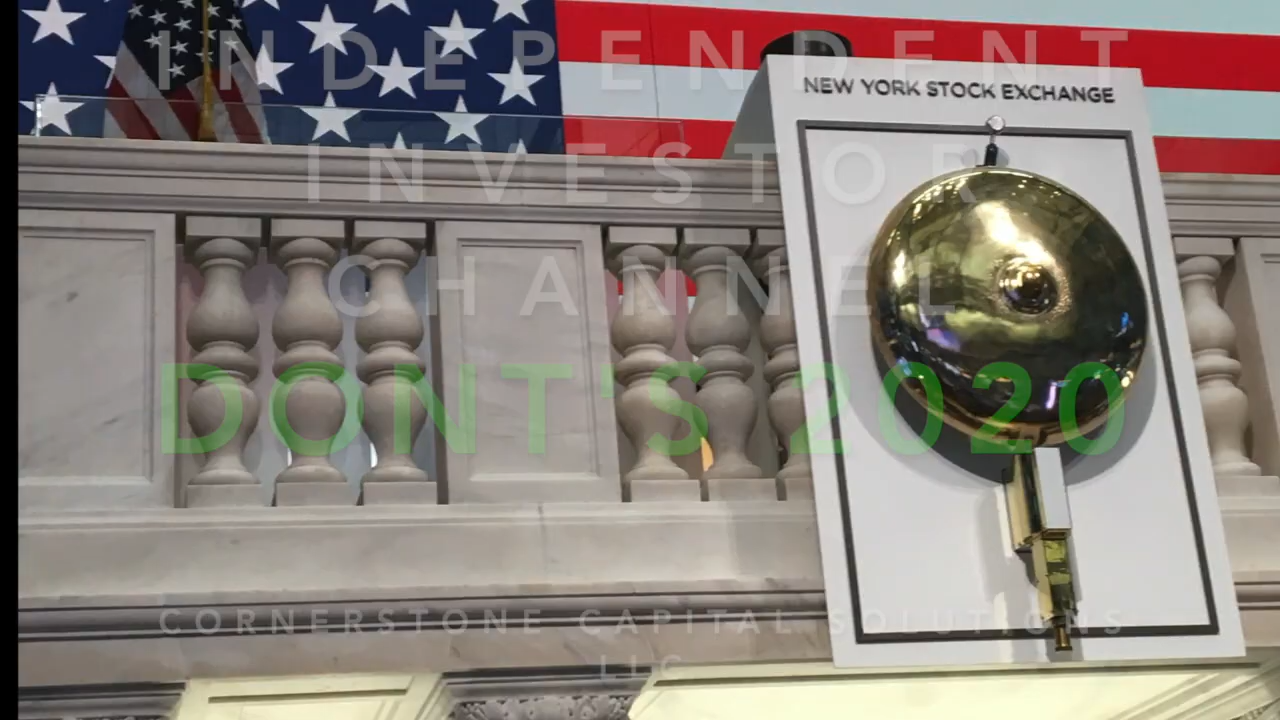 INDEPENDENT
NEW YORK STOCK EXCHANGE
INVESTOR
CHANNEL
DONT'S 2020
CORNERSTONE CAPITAL SOLUTIONS
LLC